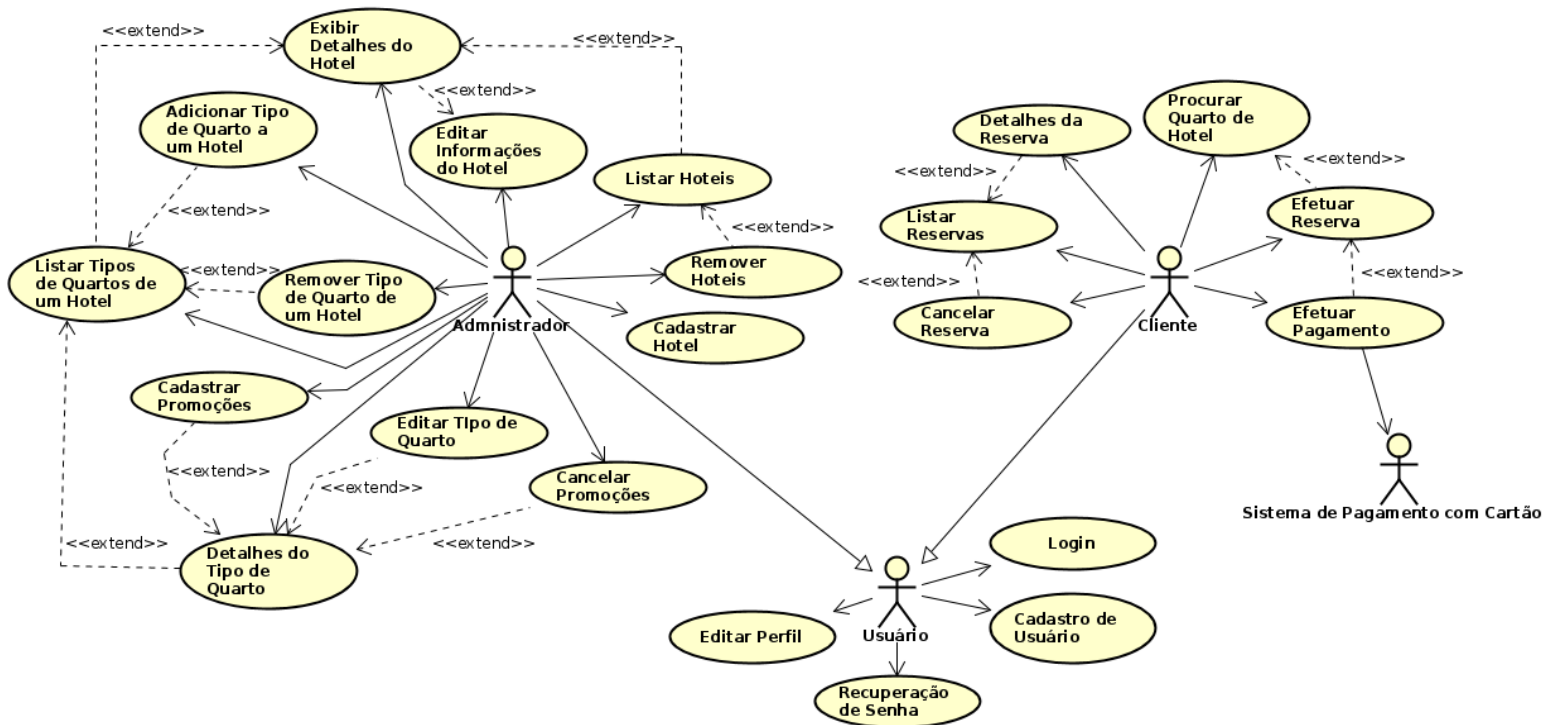 <<extend>>
Exibir
Detalhes do
Hotel
<<extend>>
<<extend>>
Adicionar Tipo
de Quarto a
um Hotel
Editar
Informações
do Hotel
Listar Hoteis
<<extend>>
<<extend>>
Listar Tipos
de Quartos de
um Hotel
<<extend>>
Remover Tipo
de Quarto de
um Hotel
Admnistrador
Remover
Hoteis
Cadastrar
Hotel
Cadastrar
Promoções
Editar TIpo de
Quarto
Cancelar
Promoções
<<extend>>
<<extend>>
<<extend>>
<<extend>>
Detalhes do
Tipo de
Quarto
Detalhes da
Reserva
Procurar
Quarto de
Hotel
<<extend>>
<<extend>>
Listar
Reservas
Efetuar
Reserva
<<extend>>
<<extend>>
Cancelar
Reserva
Cliente
Efetuar
Pagamento
Sistema de Pagamento com Cartão
Login
Editar Perfil
Usuário
Cadastro de
Usuário
Recuperação
de Senha